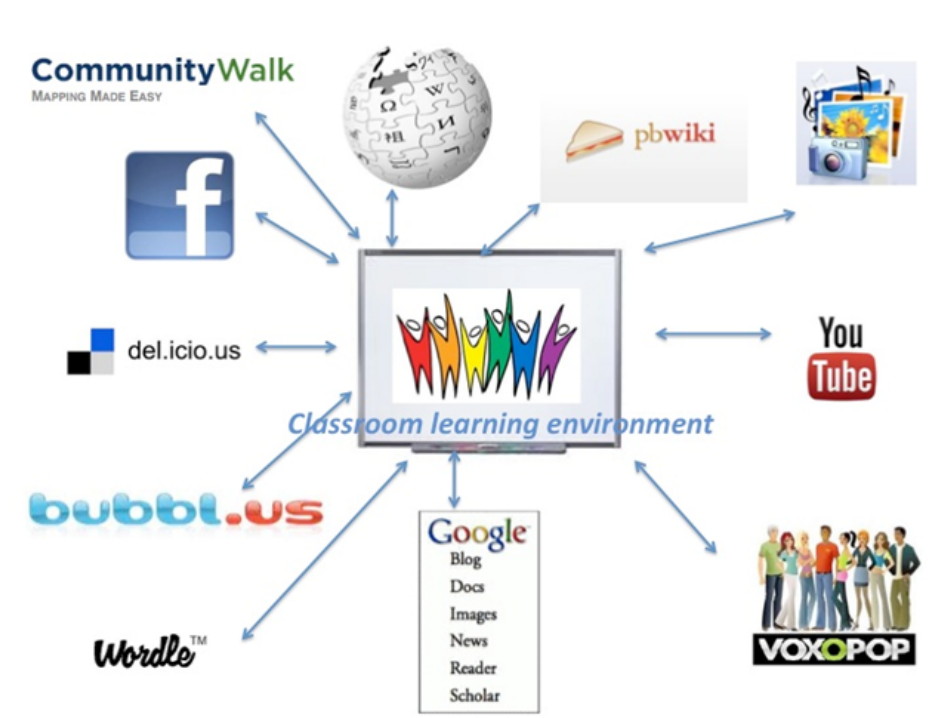 CommunityWalk
MAPPING MADE EASY
Ω
W
И
祖
f
pbwiki
del.icio.us
You
Tube
Classroom learning environment
bubbl.us
Google
Blog
Docs
Images
News
Reader
Scholar
Wordle™
VOXOPOP